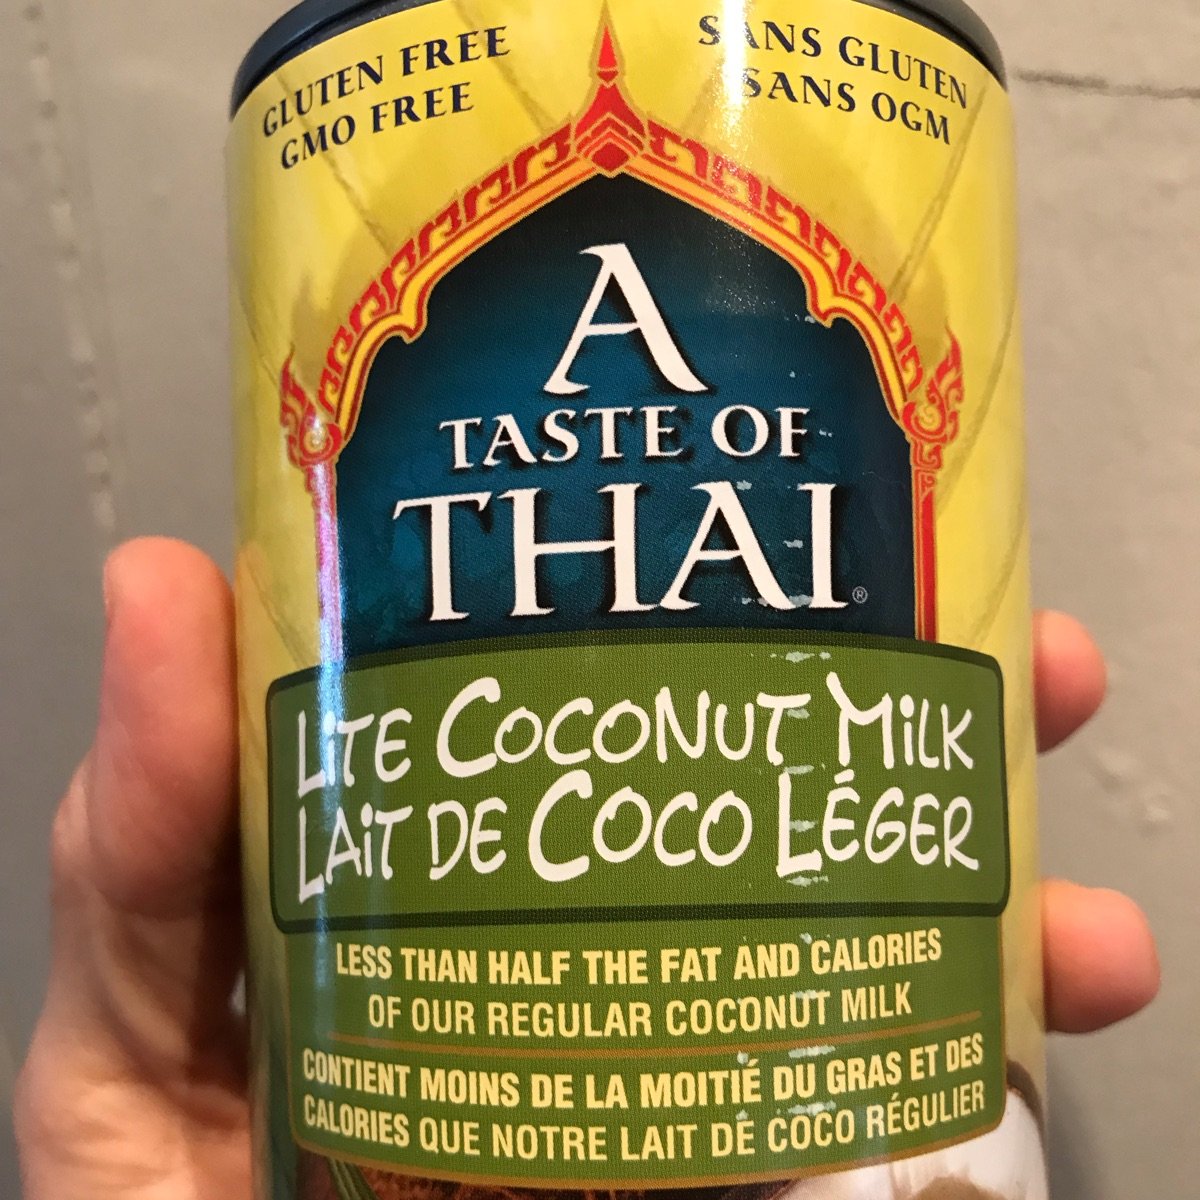 GLUTEN FREE
GMO FREE
SANS GLUTEN
SANS OGM
A
TASTE OF
THAI®
LiTE COCONUT MiLK
LAiT DE COCO LÉGER
LESS THAN HALF THE FAT AND CALORIES
OF OUR REGULAR COCONUT MILK
CONTIENT MOINS DE LA MOITIÉ DU GRAS ET DES
CALORIES QUE NOTRE LAIT DE COCO RÉGULIER